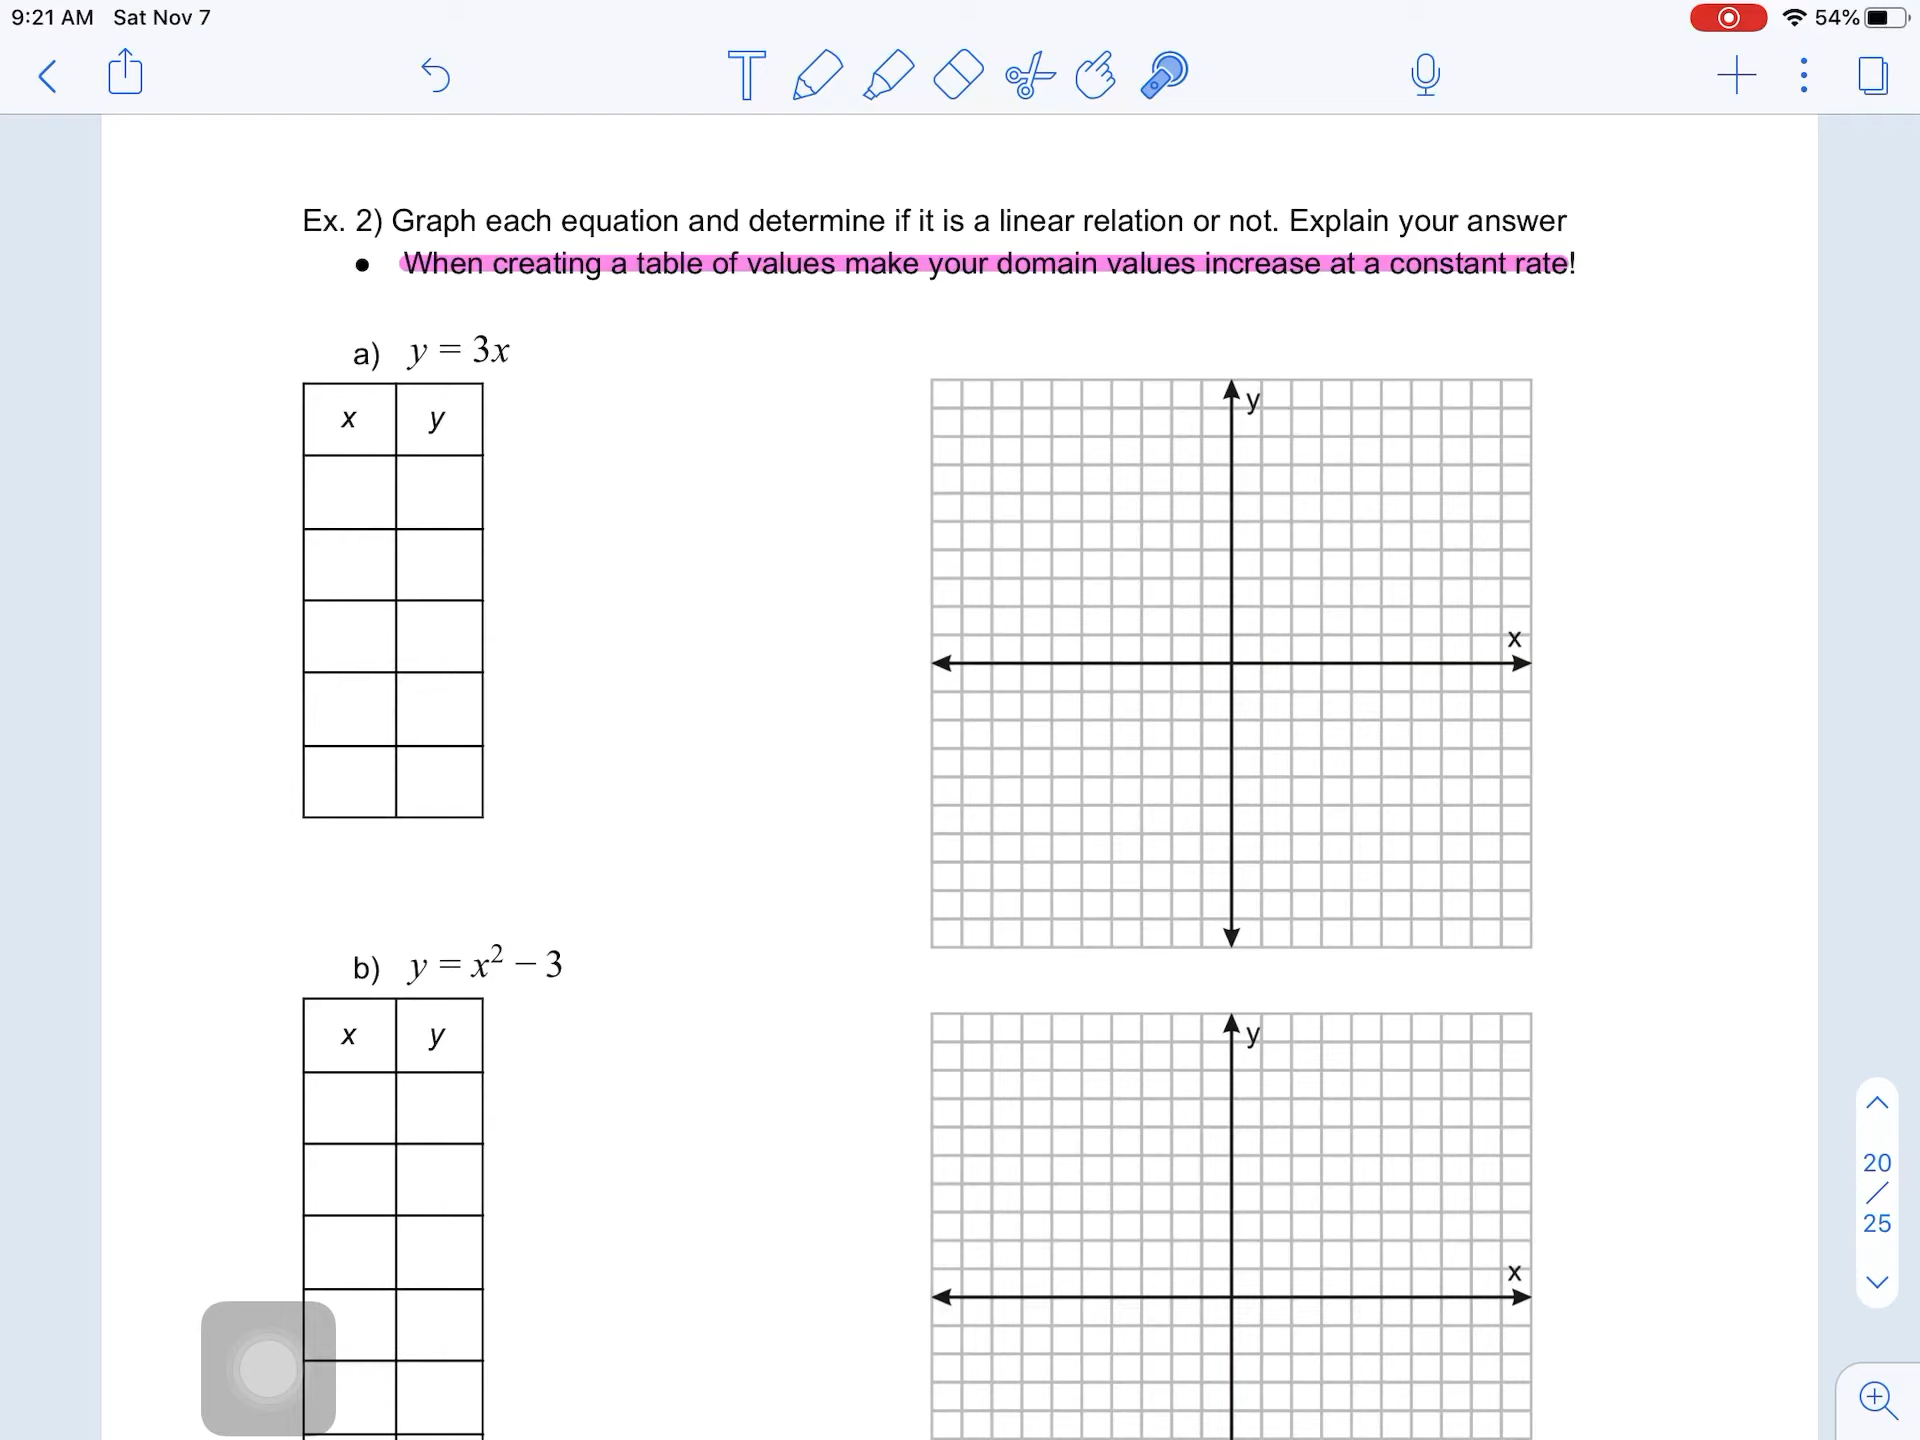 9:21 AM Sat Nov 7
54%
T
Ex. 2) Graph each equation and determine if it is a linear relation or not. Explain your answer
● When creating a table of values make your domain values increase at a constant rate!
a) y = 3x
x y
y
x
b) y = x² − 3
x y
y
x
20
/
25